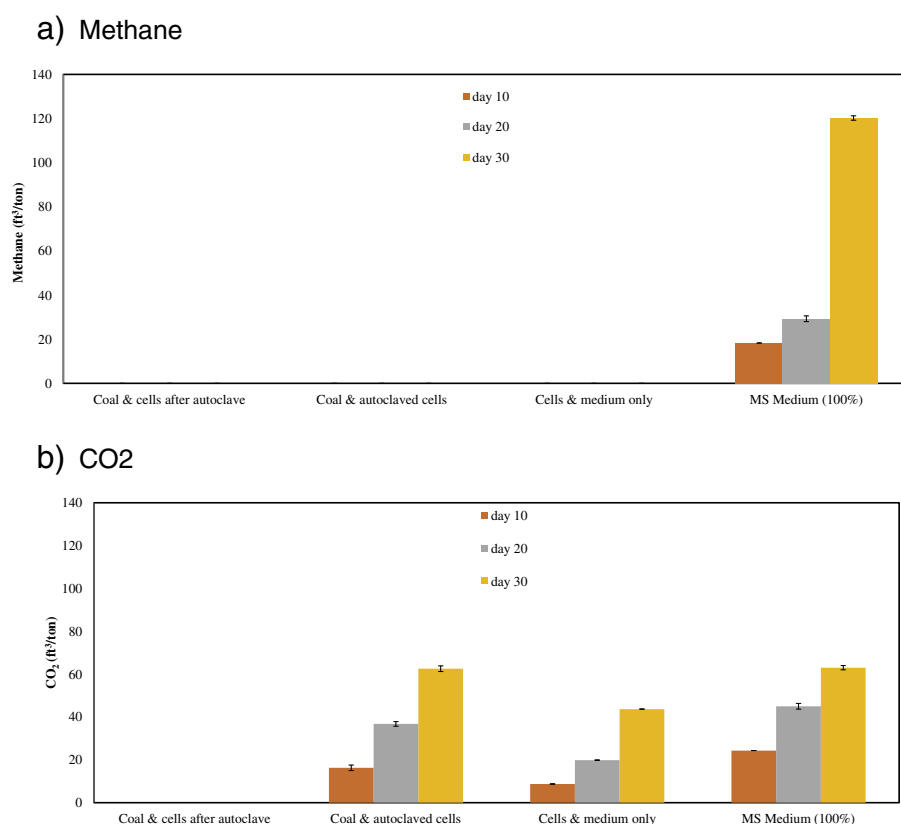 a) Methane
140
120
100
80
60
40
20
0
Methane (ft³/ton)
day 10
day 20
day 30
Coal & cells after autoclave
Coal & autoclaved cells
Cells & medium only
MS Medium (100%)
b) CO2
140
120
100
80
60
40
20
0
CO₂ (ft³/ton)
day 10
day 20
day 30
Coal & cells after autoclave
Coal & autoclaved cells
Cells & medium only
MS Medium (100%)